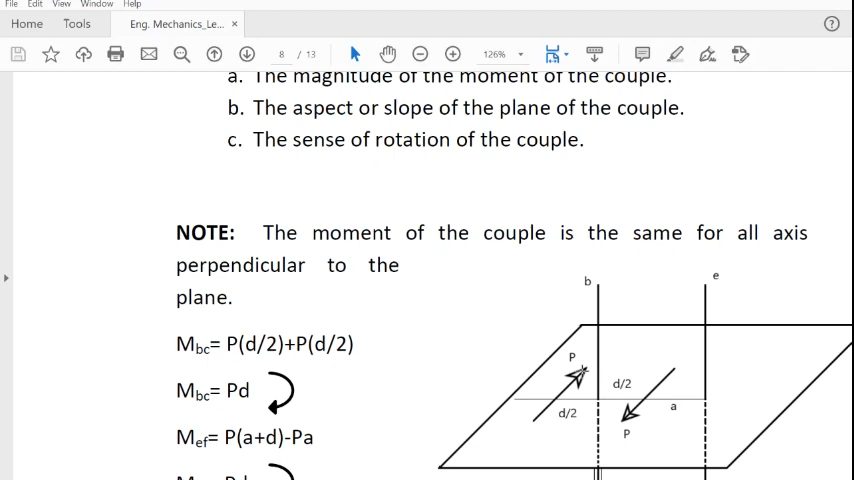 File Edit View Window Help
Home Tools Eng. Mechanics_Le... ×
8 / 13 126%
a. The magnitude of the moment of the couple.
b. The aspect or slope of the plane of the couple.
c. The sense of rotation of the couple.
NOTE: The moment of the couple is the same for all axis
perpendicular to the
plane.
b e
Mbc= P(d/2)+P(d/2)
P
d/2
Mbc= Pd
d/2 a
P
Mef= P(a+d)-Pa